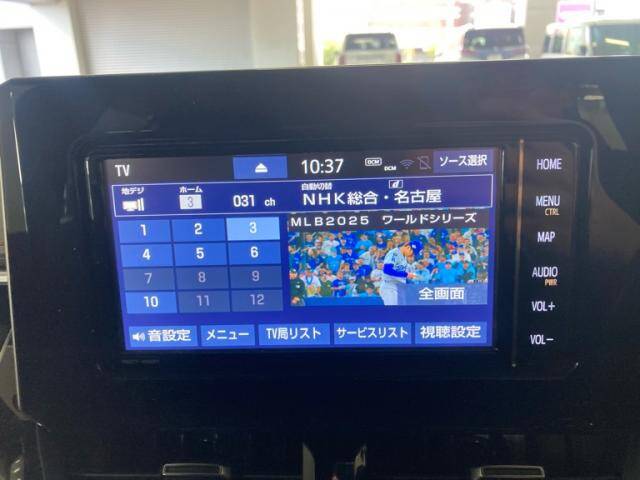 TV 10:37 DCM DCM ソース選択
地デジ ホーム 3 031 ch 自動切替 NHK総合・名古屋
MLB2025 ワールドシリーズ
1 2 3
4 5 6
7 8 9
10 11 12
全画面
音設定 メニュー TV局リスト サービスリスト 視聴設定
HOME
MENU
CTRL
MAP
AUDIO
PWR
VOL+
VOL-